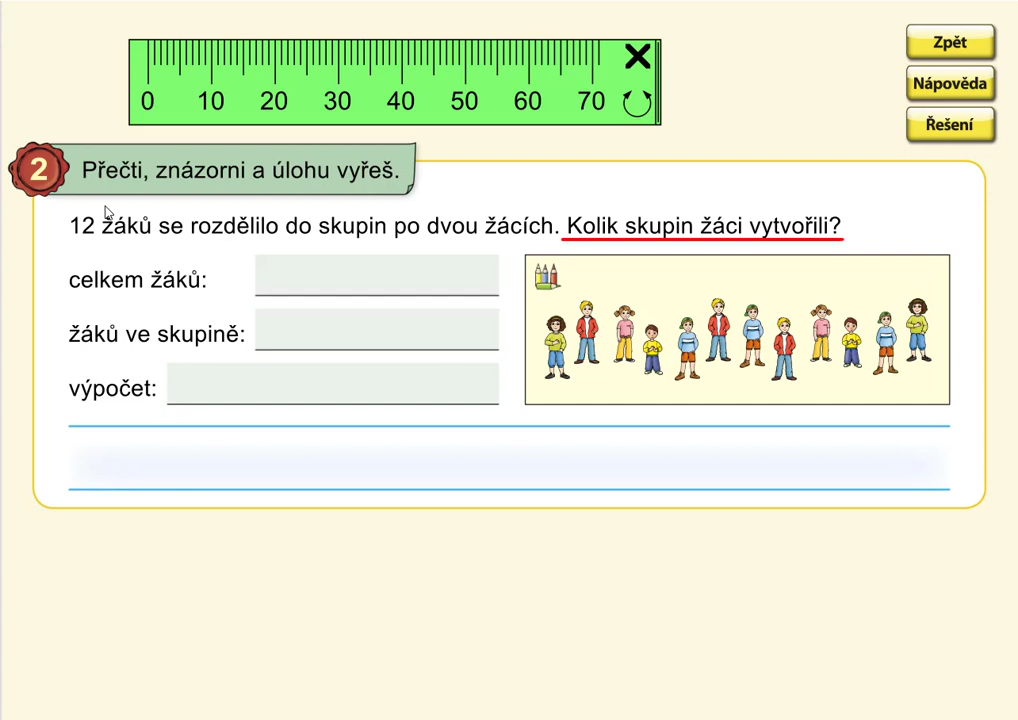 Zpět
0 10 20 30 40 50 60 70
Nápověda
Řešení
2 Přečti, znázorni a úlohu vyřeš.
12 žáků se rozdělilo do skupin po dvou žácích. Kolik skupin žáci vytvořili?
celkem žáků:
žáků ve skupině:
výpočet: